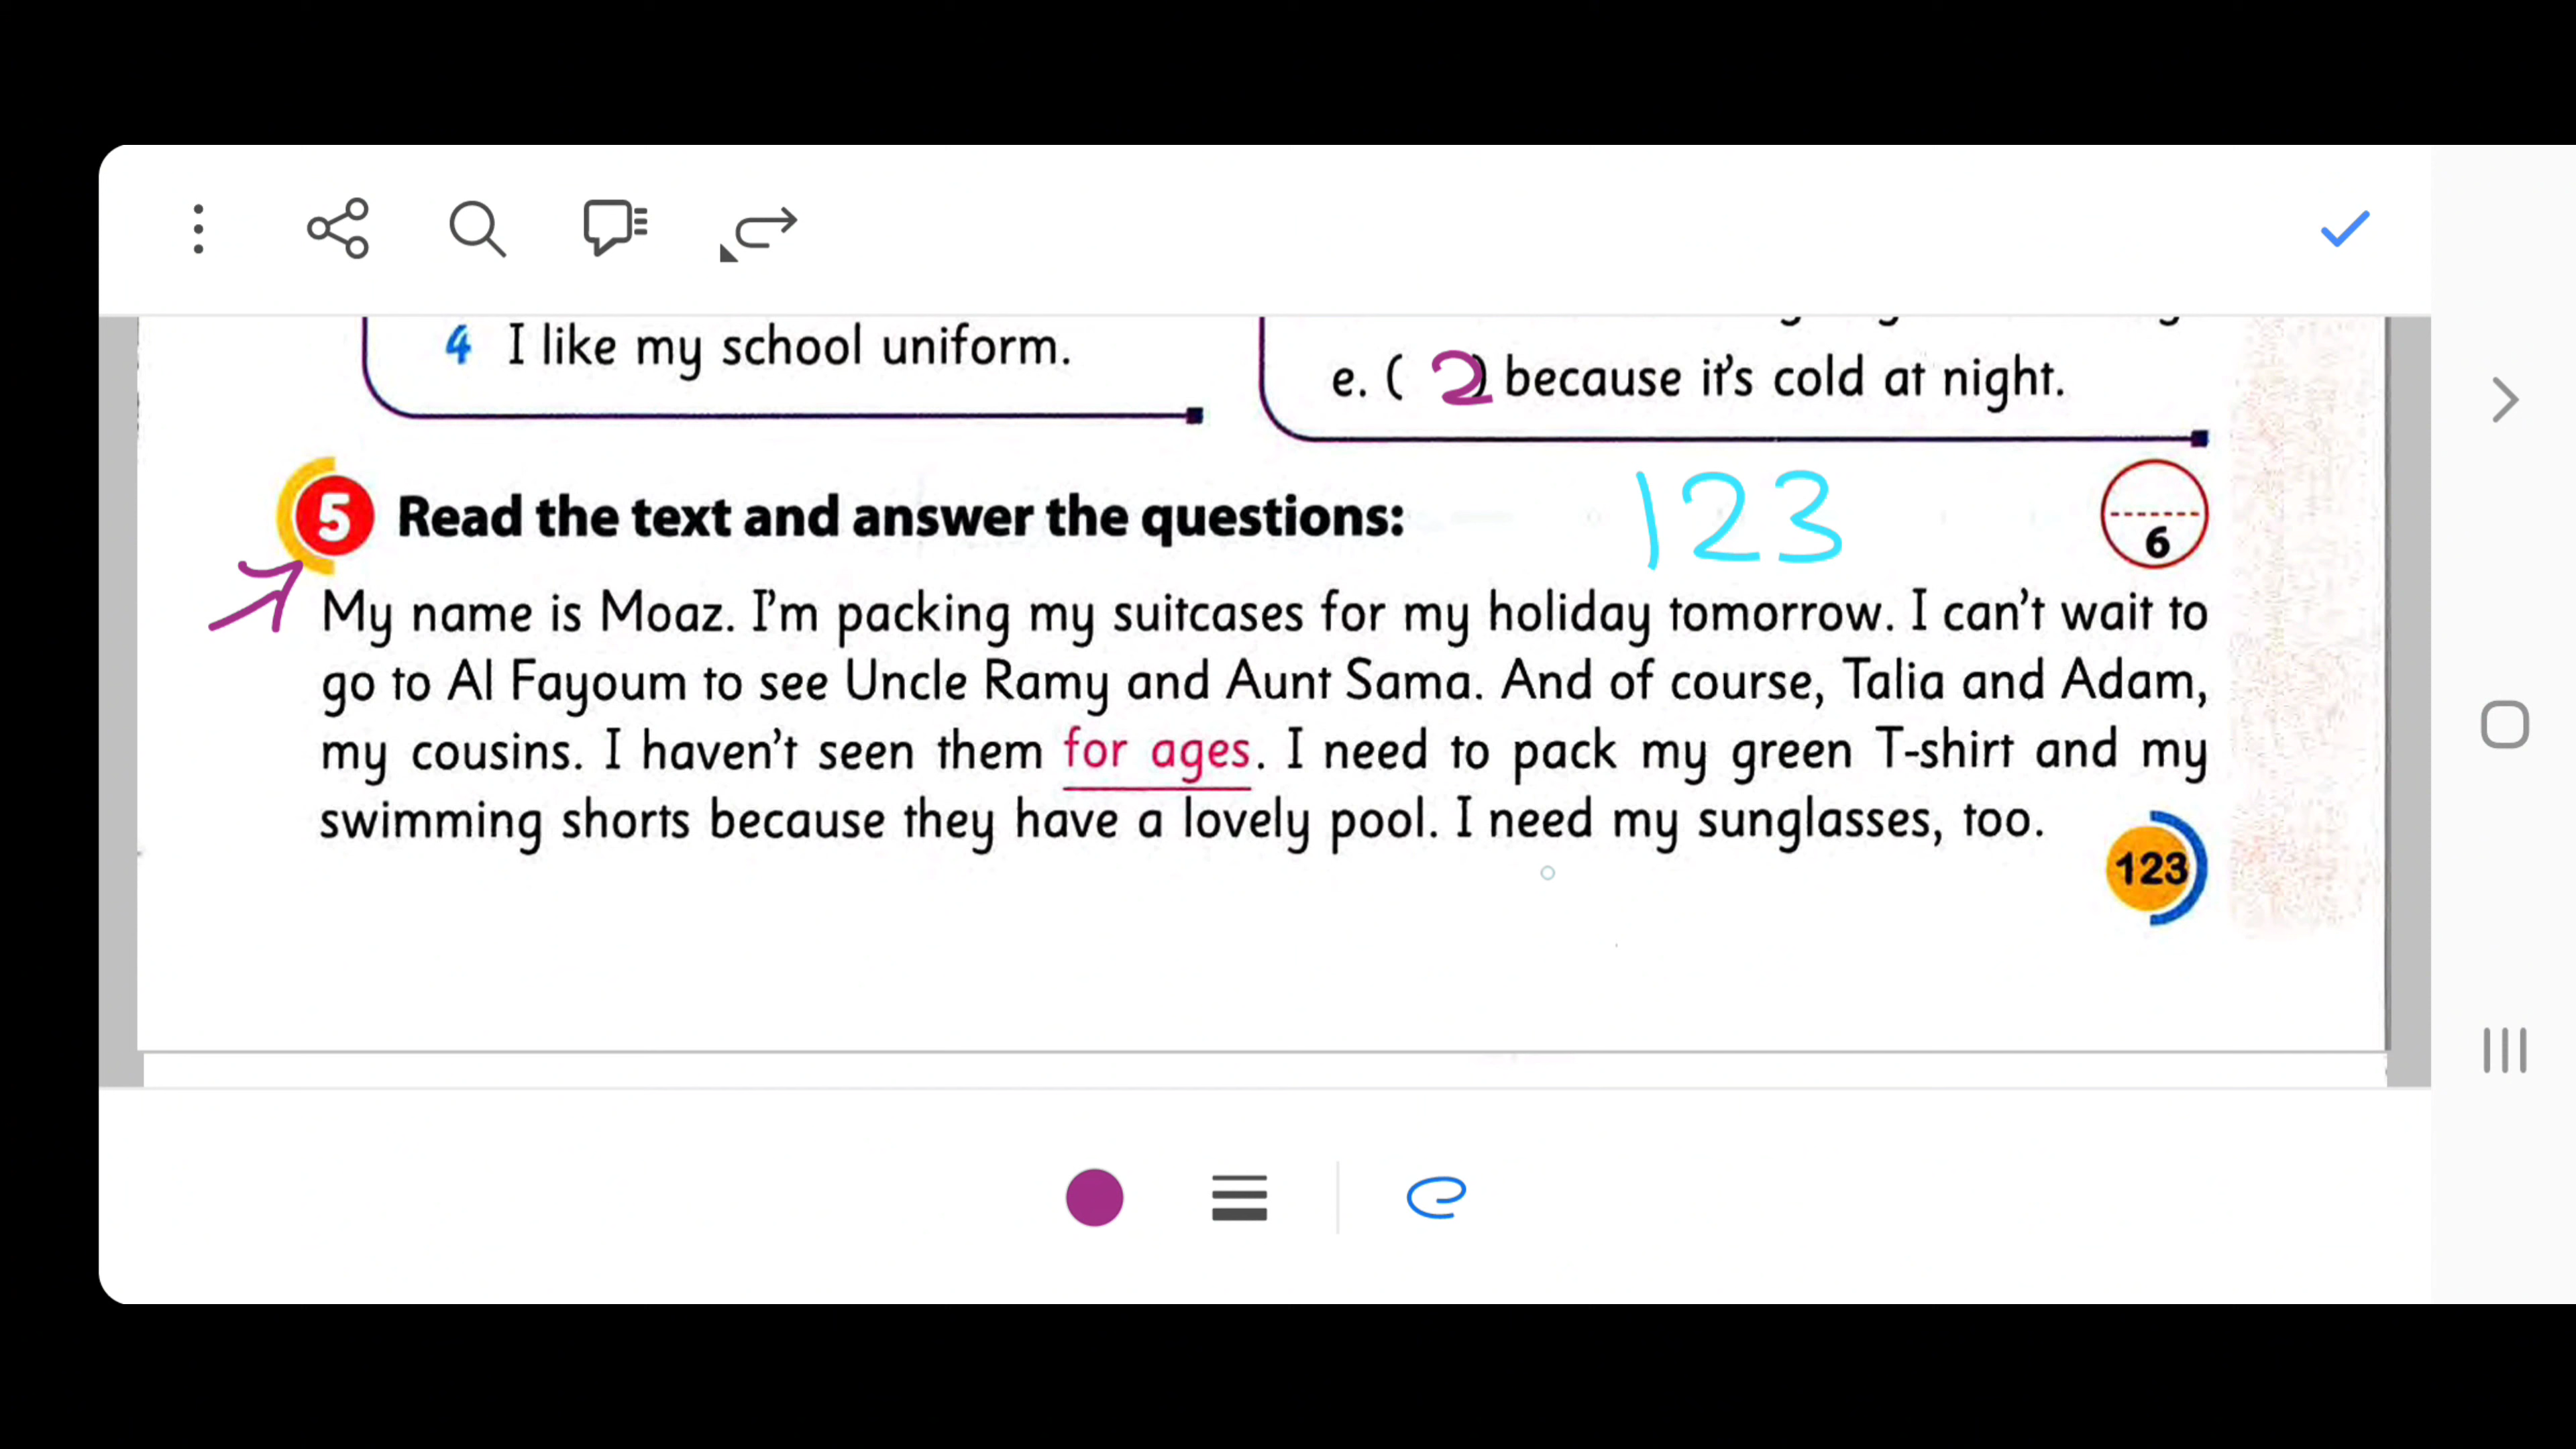 4 I like my school uniform.
e. ( 2) because it's cold at night.
5 Read the text and answer the questions: 123
6
My name is Moaz. I'm packing my suitcases for my holiday tomorrow. I can't wait to
go to Al Fayoum to see Uncle Ramy and Aunt Sama. And of course, Talia and Adam,
my cousins. I haven't seen them for ages. I need to pack my green T-shirt and my
swimming shorts because they have a lovely pool. I need my sunglasses, too.
123